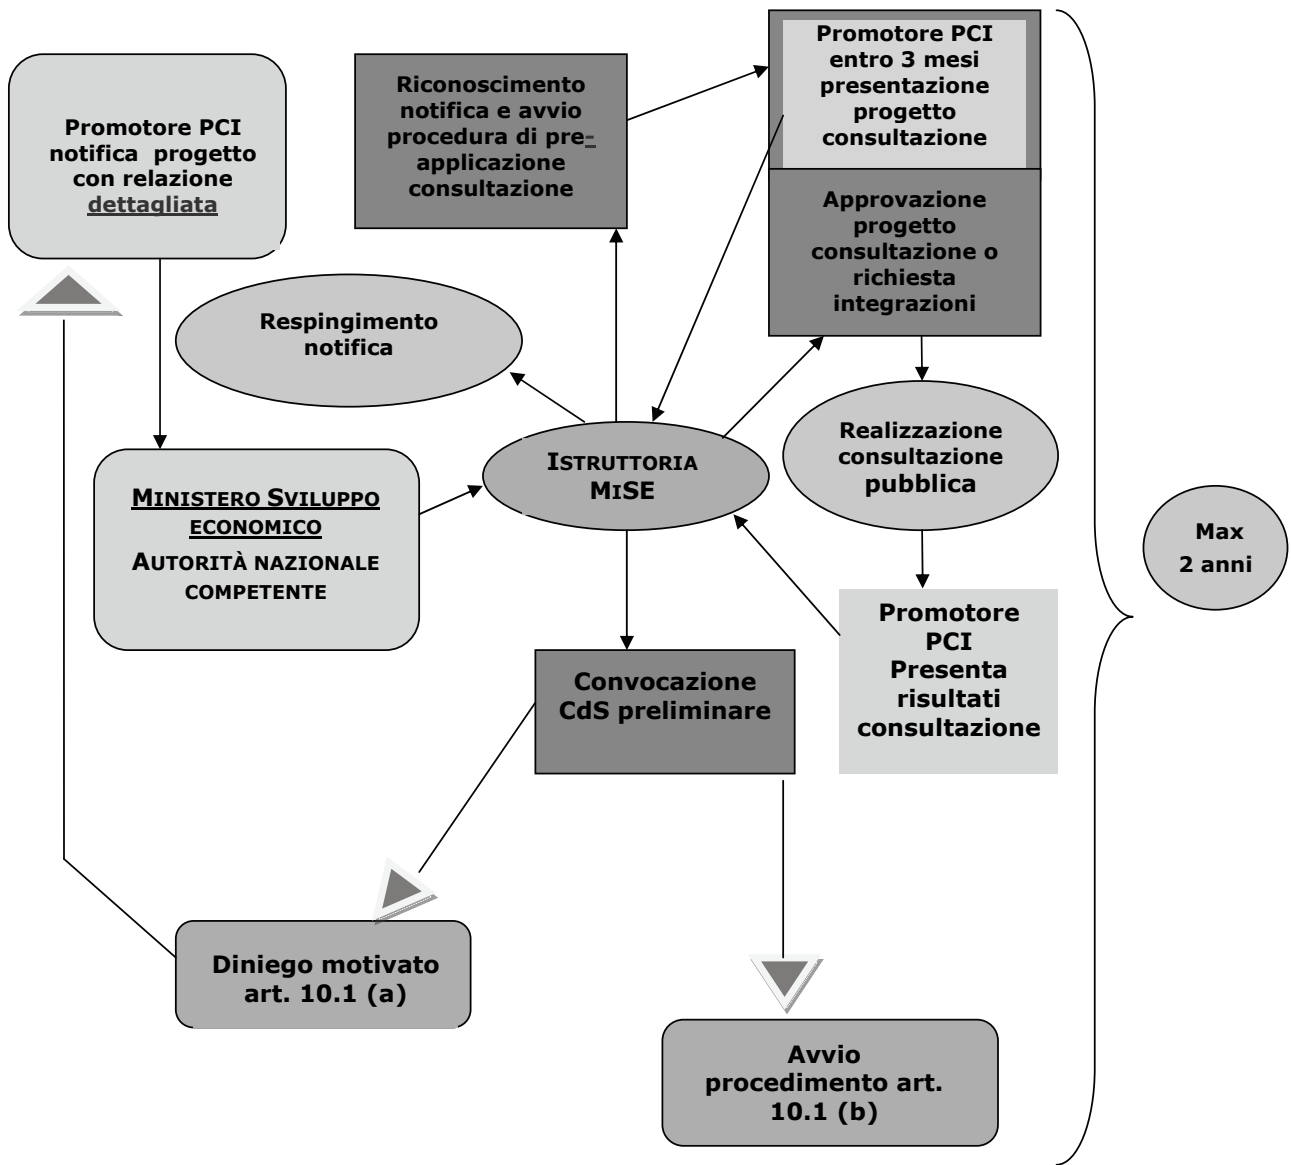 Promotore PCI
notifica progetto
con relazione
dettagliata
Riconoscimento
notifica e avvio
procedura di pre-
applicazione
consultazione
Promotore PCI
entro 3 mesi
presentazione
progetto
consultazione
Approvazione
progetto
consultazione o
richiesta
integrazioni
Respingimento
notifica
ISTRUTTORIA
MISE
Realizzazione
consultazione
pubblica
MINISTERO SVILUPPO
ECONOMICO
AUTORITÀ NAZIONALE
COMPETENTE
Max
2 anni
Promotore
PCI
Presenta
risultati
consultazione
Convocazione
CdS preliminare
Diniego motivato
art. 10.1 (a)
Avvio
procedimento art.
10.1 (b)